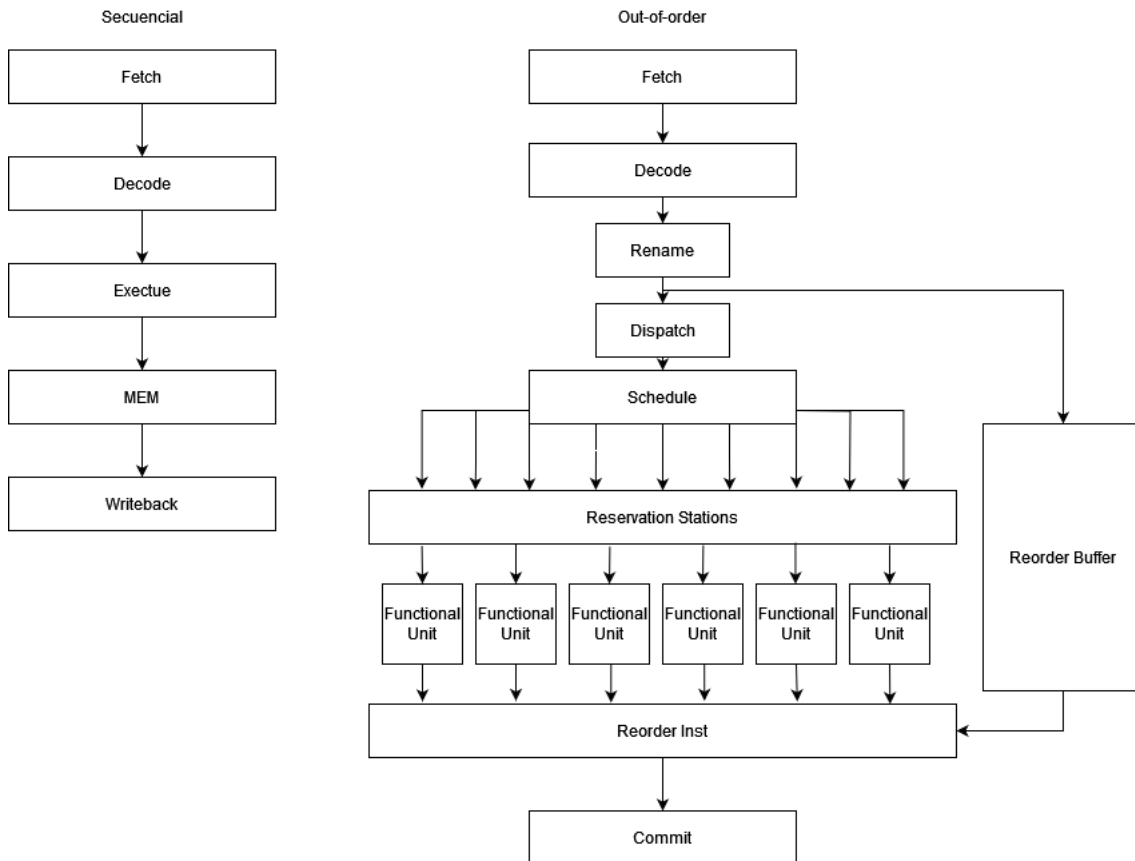 Secuencial
Out-of-order
Fetch
Decode
Exectue
MEM
Writeback
Fetch
Decode
Rename
Dispatch
Schedule
Reservation Stations
Functional
Unit
Functional
Unit
Functional
Unit
Functional
Unit
Functional
Unit
Functional
Unit
Reorder Buffer
Reorder Inst
Commit